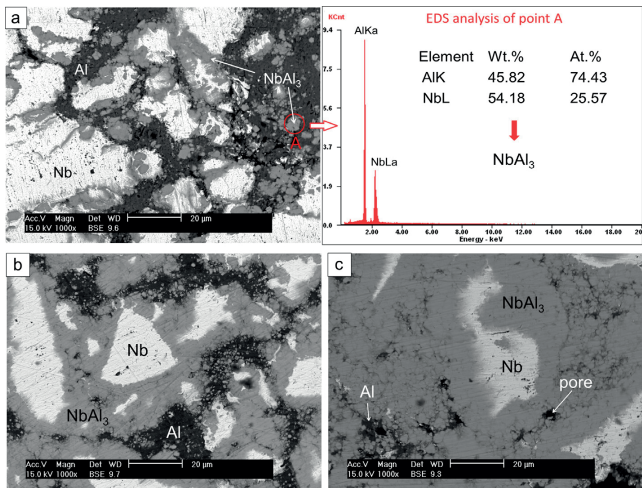 a
Al
NbAl3
A
Nb
Acc.V Magn Det WD 20 µm
15.0 kV 1000x BSE 9.6
EDS analysis of point A
KCnt
AlKa
9.4
7.5
5.6
3.7
1.9
0.0
NbLa
Element Wt.% At.%
AlK 45.82 74.43
NbL 54.18 25.57
NbAl3
2.00 4.00 6.00 8.00 10.00 12.00 14.00 16.00 18.00 20
Energy - keV
b
Nb
NbAl3
Al
Acc.V Magn Det WD 20 µm
15.0 kV 1000x BSE 9.7
c
NbAl3
Nb
Al
pore
Acc.V Magn Det WD 20 µm
15.0 kV 1000x BSE 9.3